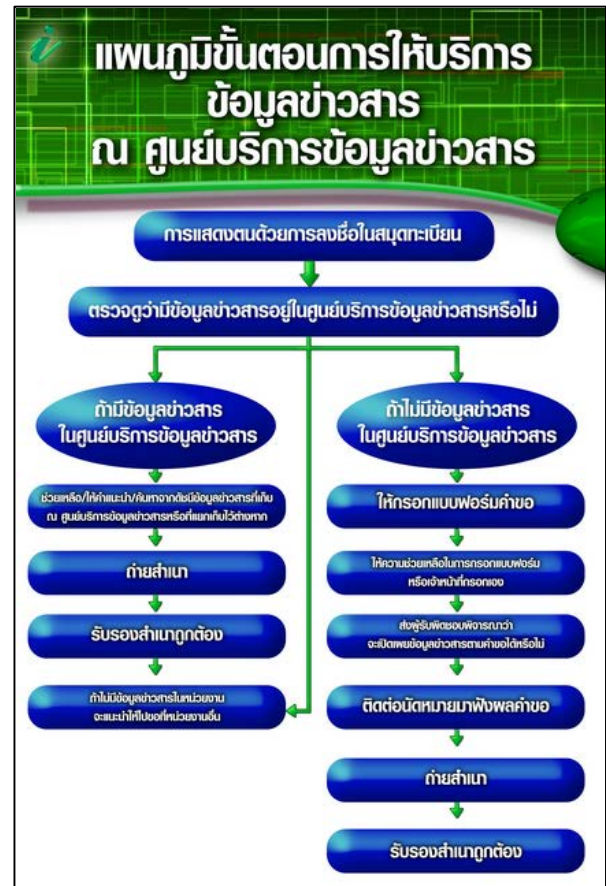 i
แผนภูมิขั้นตอนการให้บริการ
ข้อมูลข่าวสาร
ณ ศูนย์บริการข้อมูลข่าวสาร
การแสดงตนด้วยการลงชื่อในสมุดทะเบียน
ตรวจดูว่ามีข้อมูลข่าวสารอยู่ในศูนย์บริการข้อมูลข่าวสารหรือไม่
ถ้ามีข้อมูลข่าวสาร
ในศูนย์บริการข้อมูลข่าวสาร
ช่วยเหลือ/ให้คำแนะนำ/ค้นหาจากดัชนีข้อมูลข่าวสารที่เก็บ
ณ ศูนย์บริการข้อมูลข่าวสารหรือที่แยกเก็บไว้ต่างหาก
ถ่ายสำเนา
รับรองสำเนาถูกต้อง
ถ้าไม่มีข้อมูลข่าวสารในหน่วยงาน
จะแนะนำให้ไปขอที่หน่วยงานอื่น
ถ้าไม่มีข้อมูลข่าวสาร
ในศูนย์บริการข้อมูลข่าวสาร
ให้กรอกแบบฟอร์มคำขอ
ให้ความช่วยเหลือในการกรอกแบบฟอร์ม
หรือเจ้าหน้าที่กรอกเอง
ส่งผู้รับผิดชอบพิจารณาว่า
จะเปิดเผยข้อมูลข่าวสารตามคำขอได้หรือไม่
ติดต่อนัดหมายมาฟังผลคำขอ
ถ่ายสำเนา
รับรองสำเนาถูกต้อง